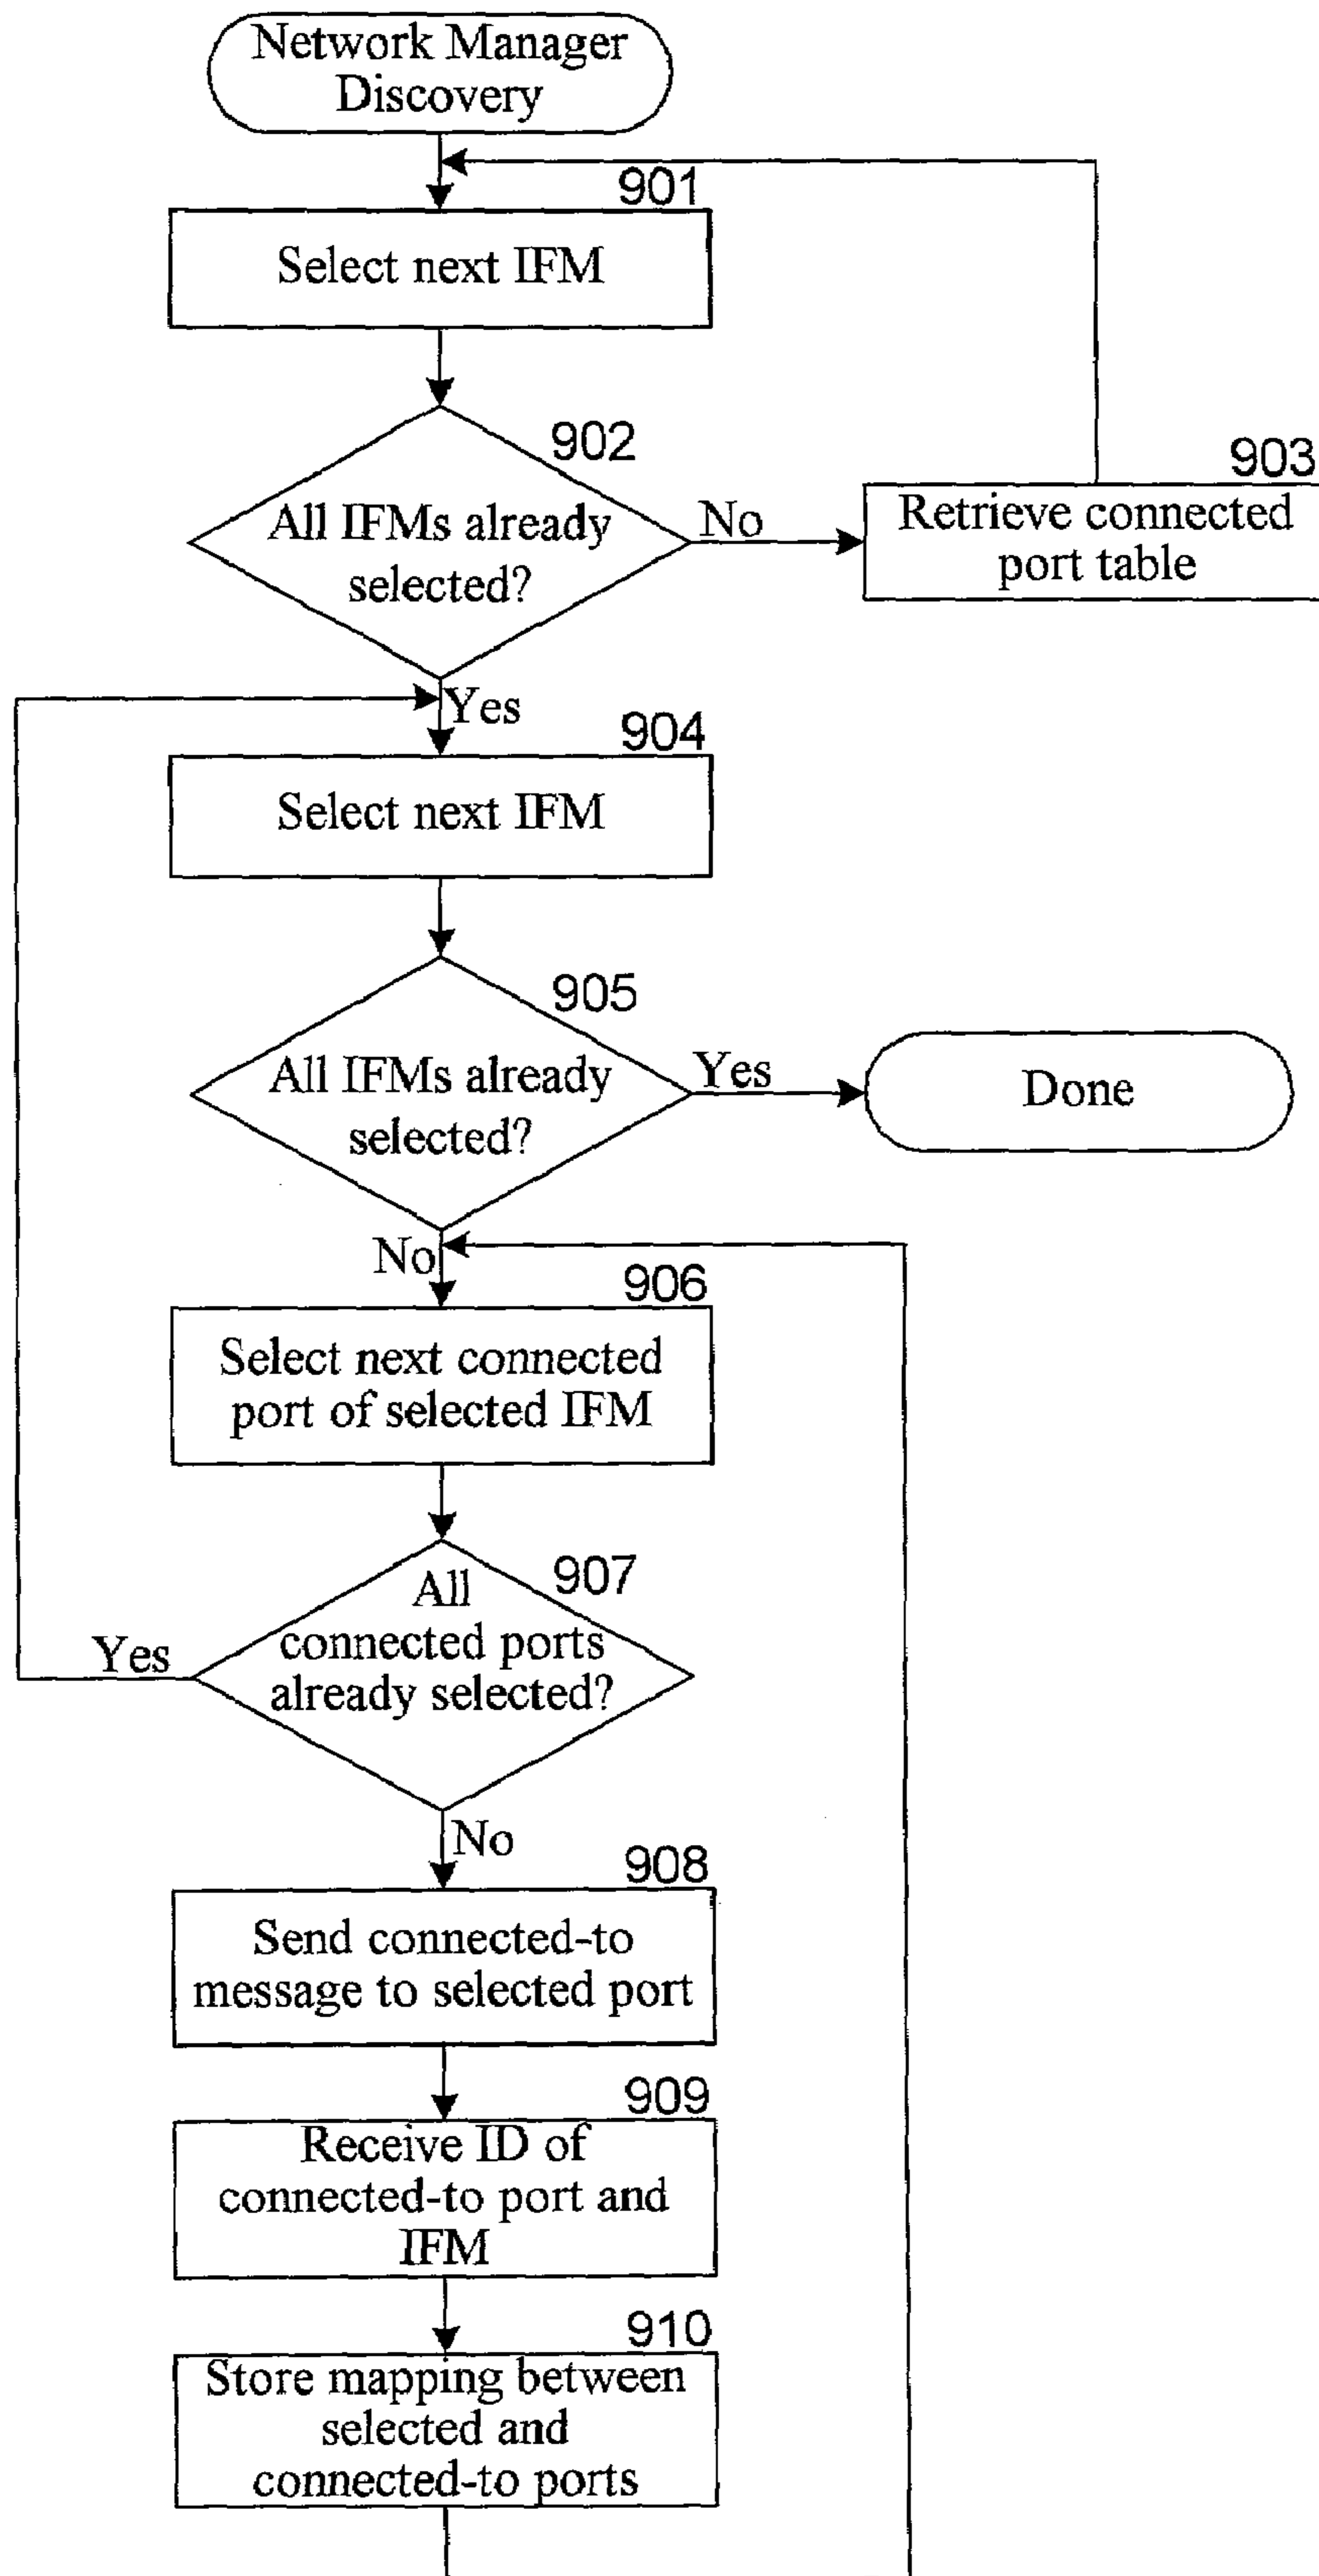 Network Manager
Discovery
901
Select next IFM
902
All IFMs already
selected?
No
903
Retrieve connected
port table
Yes
904
Select next IFM
905
All IFMs already
selected?
Yes
Done
No
906
Select next connected
port of selected IFM
907
All
connected ports
already selected?
Yes
No
908
Send connected-to
message to selected port
909
Receive ID of
connected-to port and
IFM
910
Store mapping between
selected and
connected-to ports